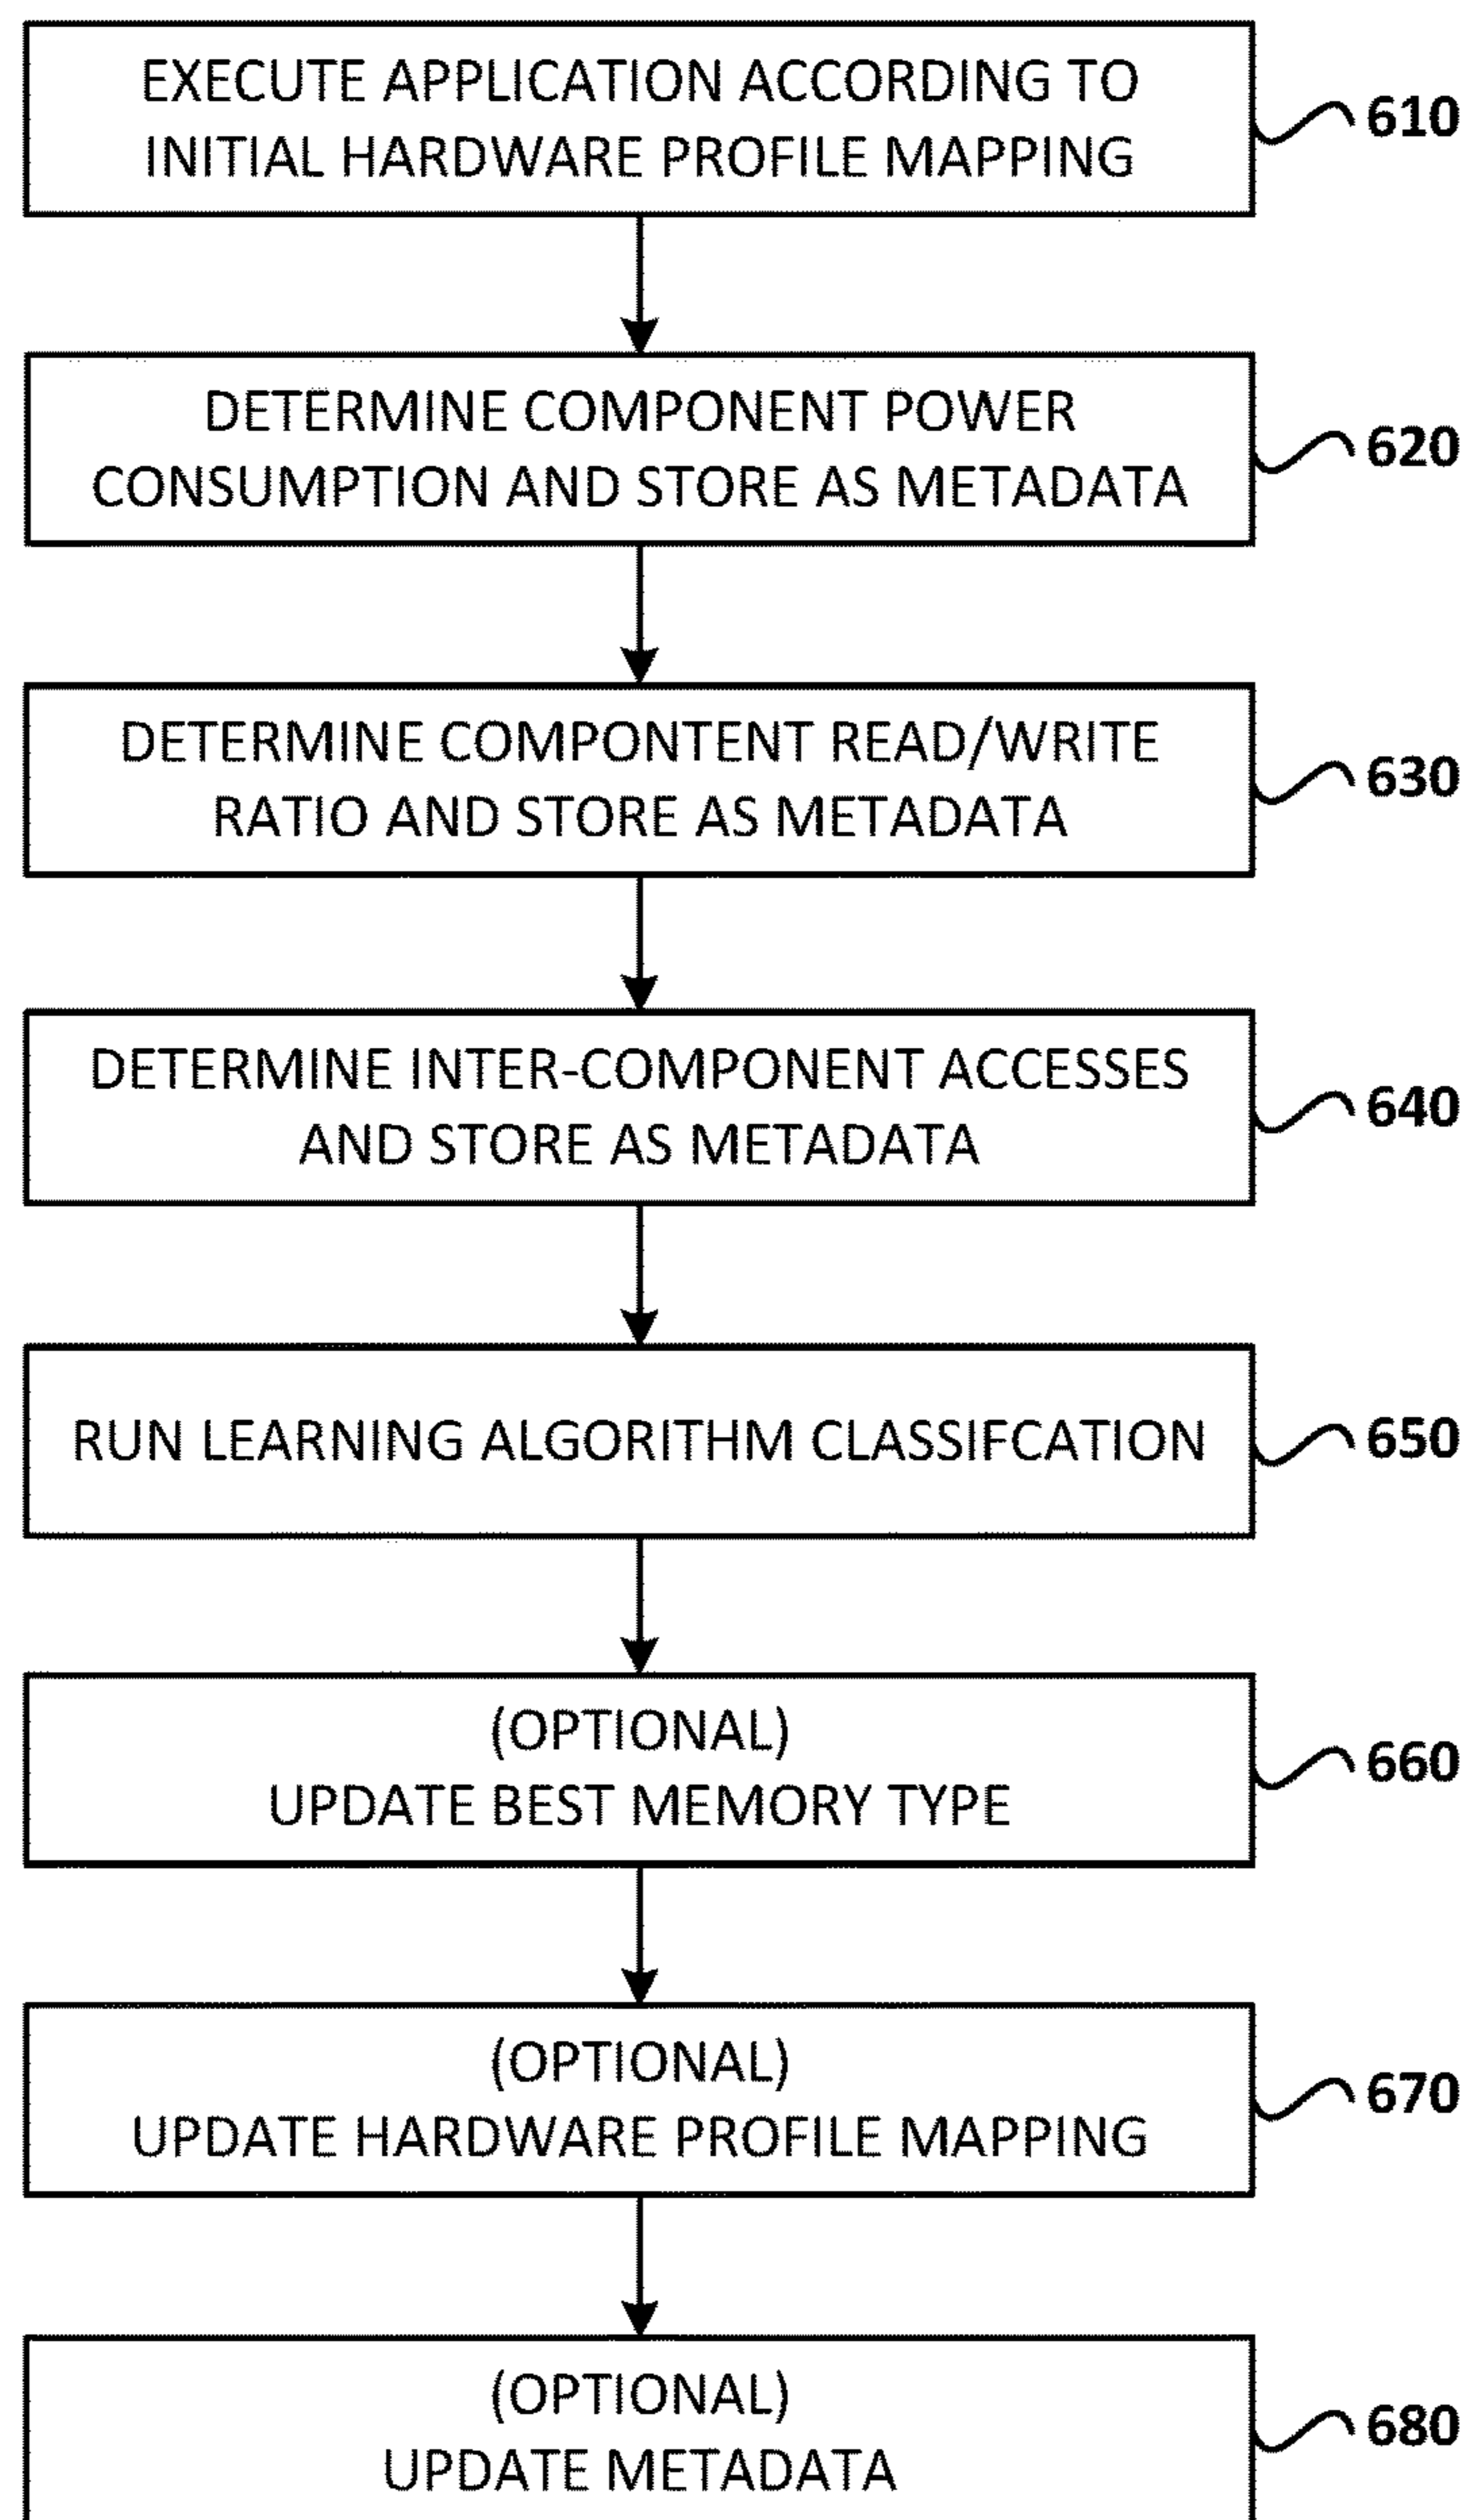 EXECUTE APPLICATION ACCORDING TO
INITIAL HARDWARE PROFILE MAPPING
610
DETERMINE COMPONENT POWER
CONSUMPTION AND STORE AS METADATA
620
DETERMINE COMPONTENT READ/WRITE
RATIO AND STORE AS METADATA
630
DETERMINE INTER-COMPONENT ACCESSES
AND STORE AS METADATA
640
RUN LEARNING ALGORITHM CLASSIFCATION
650
(OPTIONAL)
UPDATE BEST MEMORY TYPE
660
(OPTIONAL)
UPDATE HARDWARE PROFILE MAPPING
670
(OPTIONAL)
UPDATE METADATA
680